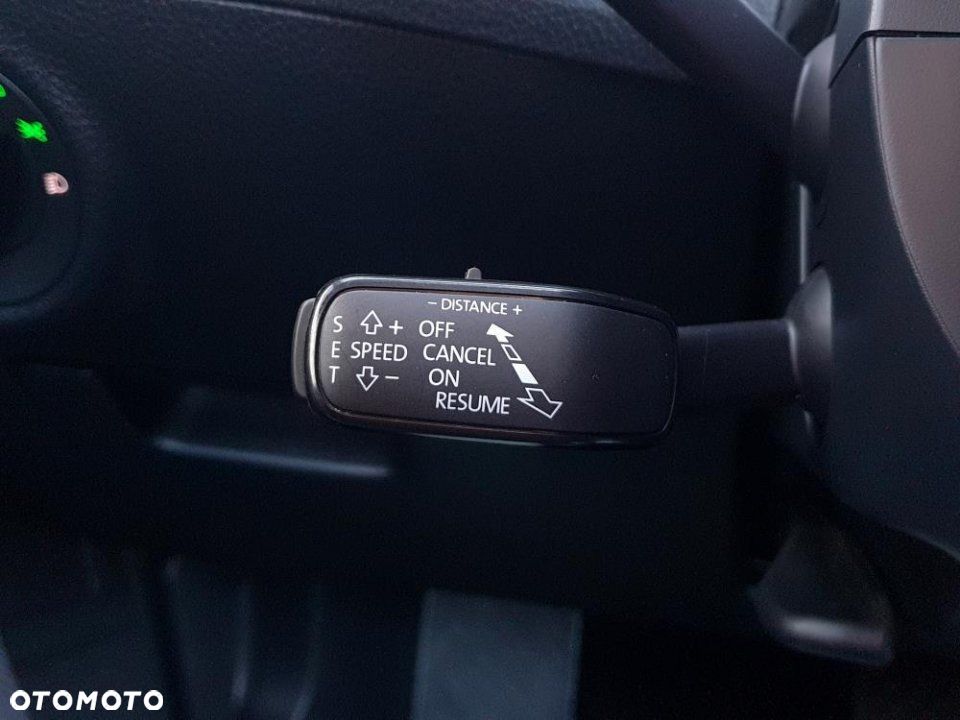 – DISTANCE +
S + OFF
E SPEED CANCEL
T – ON
RESUME
OTOMOTO